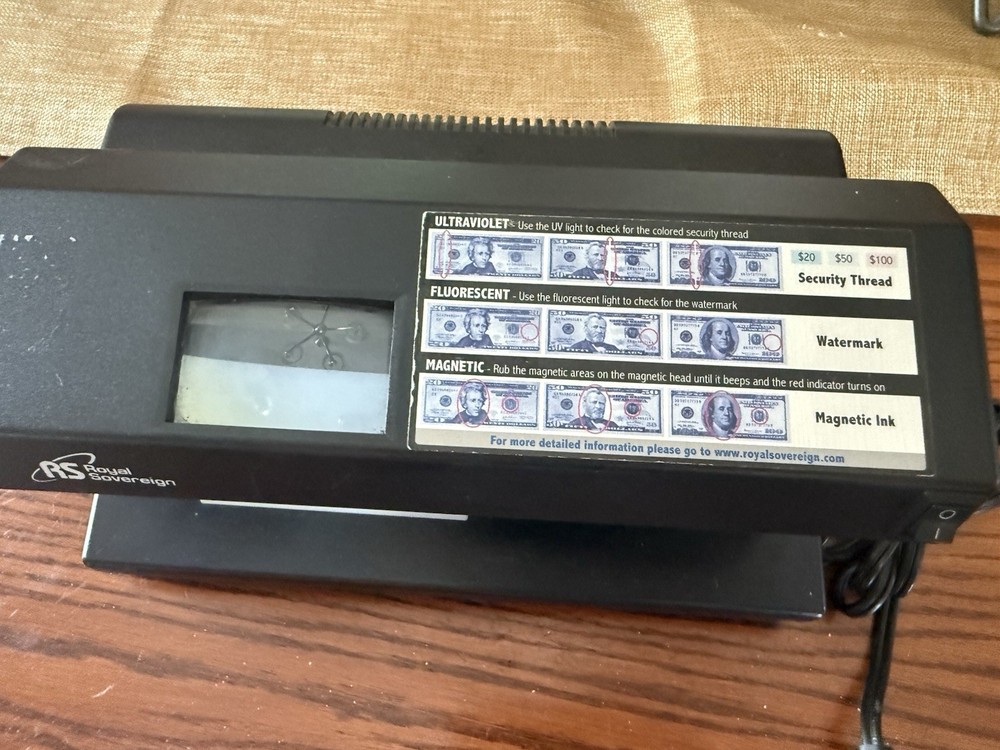 ULTRAVIOLET - Use the UV light to check for the colored security thread
$20 $50 $100
Security Thread
FLUORESCENT - Use the fluorescent light to check for the watermark
Watermark
MAGNETIC - Rub the magnetic areas on the magnetic head until it beeps and the red indicator turns on
Magnetic Ink
For more detailed information please go to www.royalsovereign.com
RS Royal
Sovereign
O
I